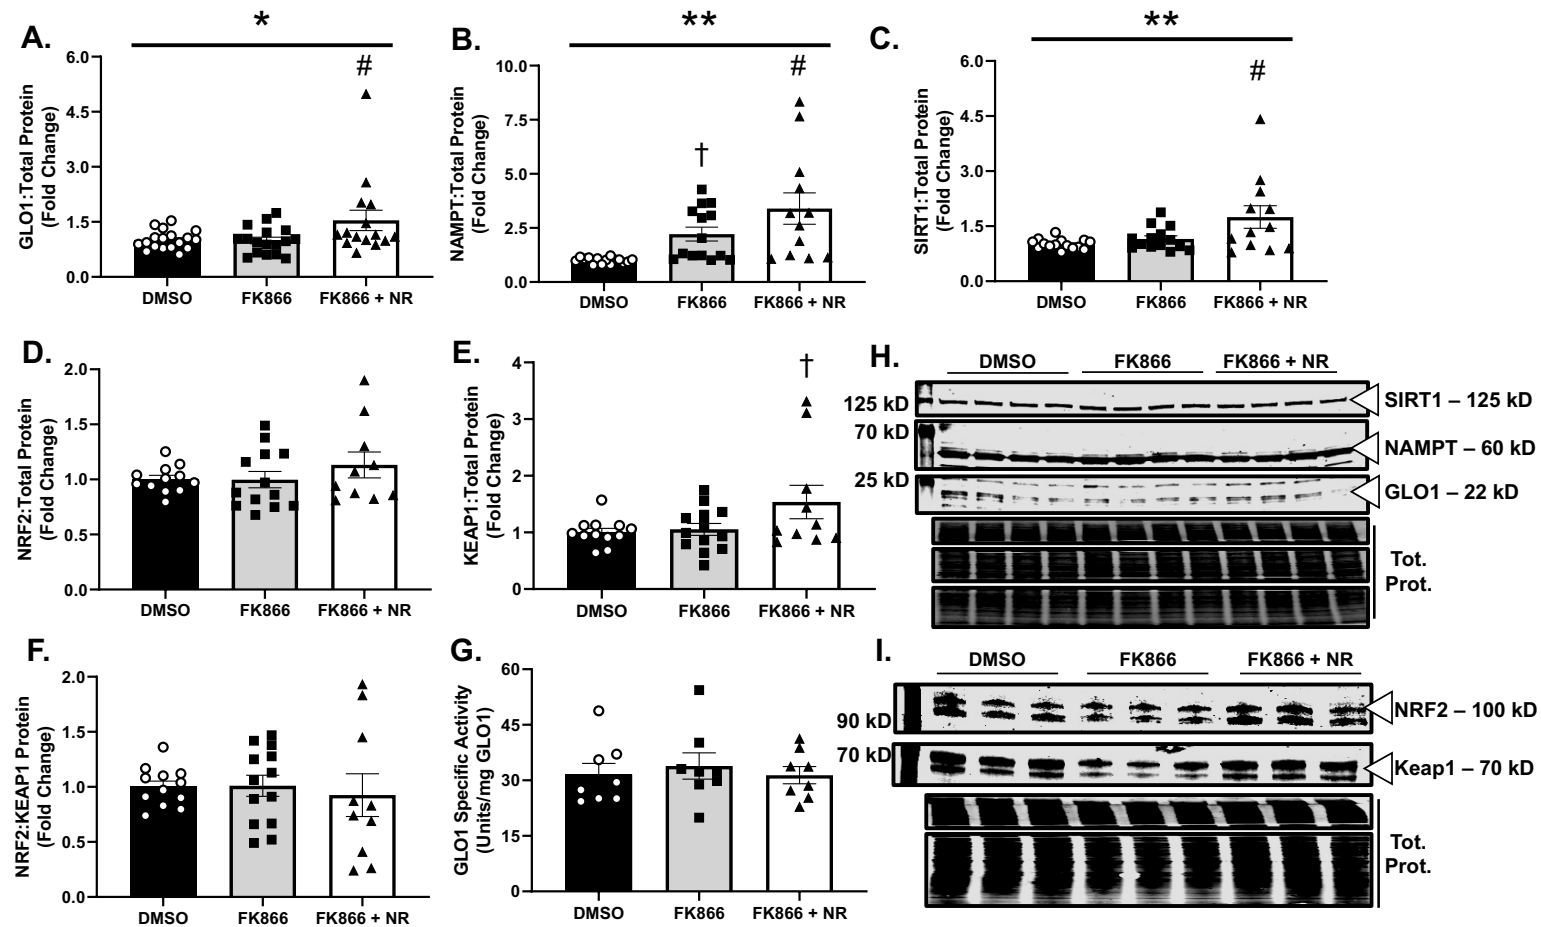 A.
*
#
GLO1:Total Protein
(Fold Change)
6.0
4.5
3.0
1.5
0.0
DMSO
FK866
FK866 + NR
B.
**
#
†
NAMPT:Total Protein
(Fold Change)
10.0
7.5
5.0
2.5
0.0
DMSO
FK866
FK866 + NR
C.
**
#
SIRT1:Total Protein
(Fold Change)
6.0
4.5
3.0
1.5
0.0
DMSO
FK866
FK866 + NR
D.
NRF2:Total Protein
(Fold Change)
2.0
1.5
1.0
0.5
0.0
DMSO
FK866
FK866 + NR
E.
†
KEAP1:Total Protein
(Fold Change)
4
3
2
1
0
DMSO
FK866
FK866 + NR
H.
DMSO
FK866
FK866 + NR
125 kD
SIRT1 – 125 kD
70 kD
NAMPT – 60 kD
25 kD
GLO1 – 22 kD
Tot.
Prot.
F.
NRF2:KEAP1 Protein
(Fold Change)
2.0
1.5
1.0
0.5
0.0
DMSO
FK866
FK866 + NR
G.
GLO1 Specific Activity
(Units/mg GLO1)
60
45
30
15
0
DMSO
FK866
FK866 + NR
I.
DMSO
FK866
FK866 + NR
90 kD
NRF2 – 100 kD
70 kD
Keap1 – 70 kD
Tot.
Prot.